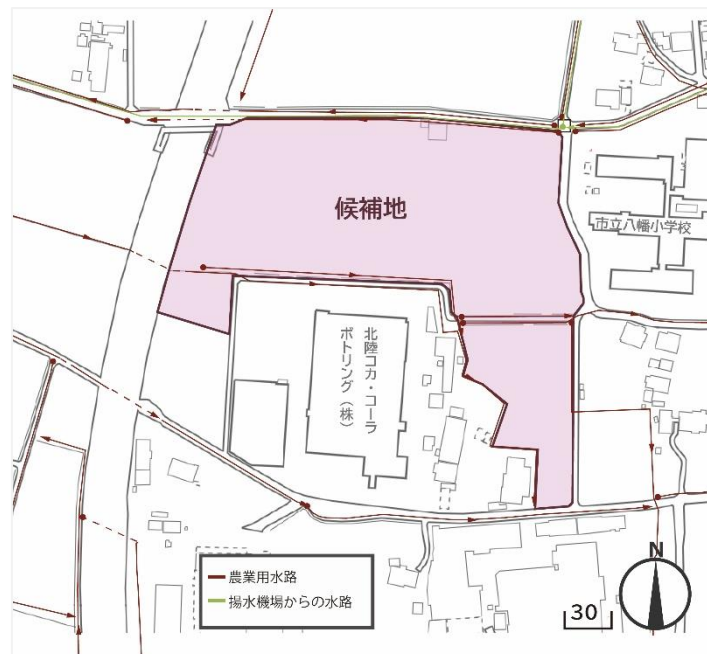 候補地
市立八幡小学校
北陸コカ・コーラ
ボトリング（株）
農業用水路
揚水機場からの水路
N
30